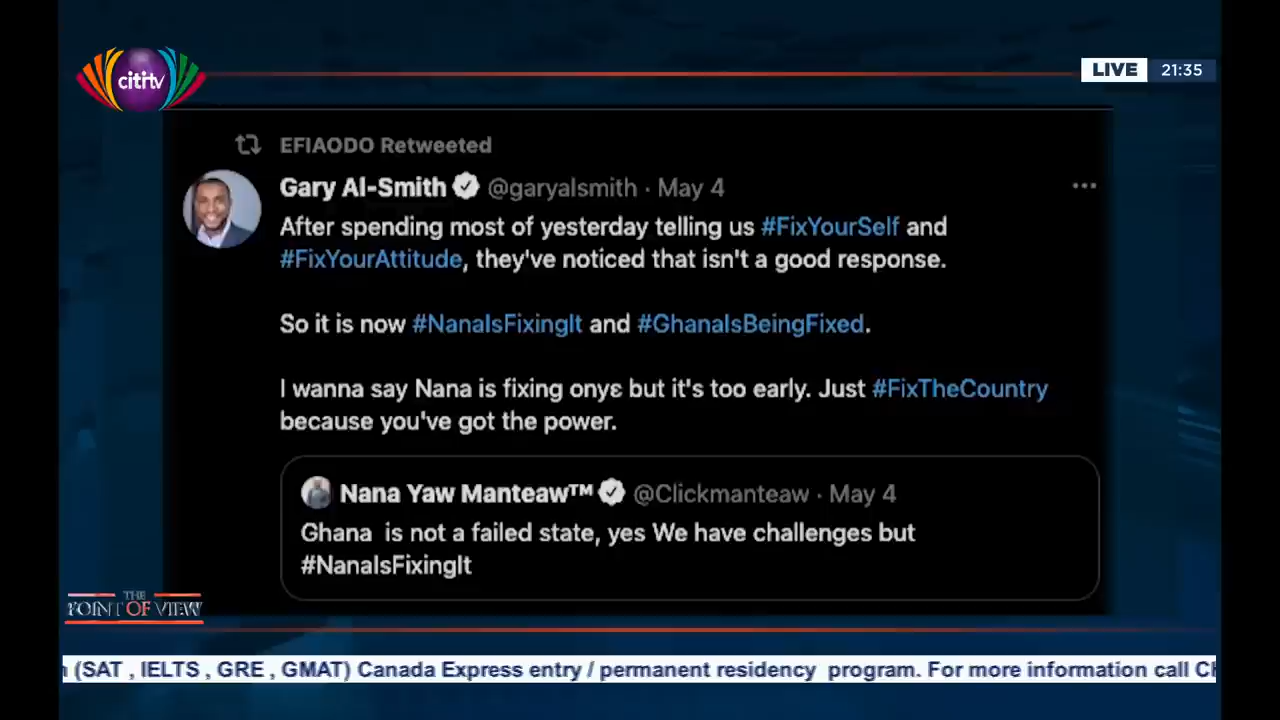 citi tv
LIVE 21:35
EFIAODO Retweeted
Gary Al-Smith @garyalsmith · May 4
After spending most of yesterday telling us #FixYourSelf and
#FixYourAttitude, they've noticed that isn't a good response.
So it is now #NanaIsFixingIt and #GhanaIsBeingFixed.
I wanna say Nana is fixing onyɛ but it's too early. Just #FixTheCountry
because you've got the power.
Nana Yaw Manteaw™ @Clickmanteaw · May 4
Ghana is not a failed state, yes We have challenges but
#NanaIsFixingIt
THE
POINT OF VIEW
(SAT , IELTS , GRE , GMAT) Canada Express entry / permanent residency program. For more information call